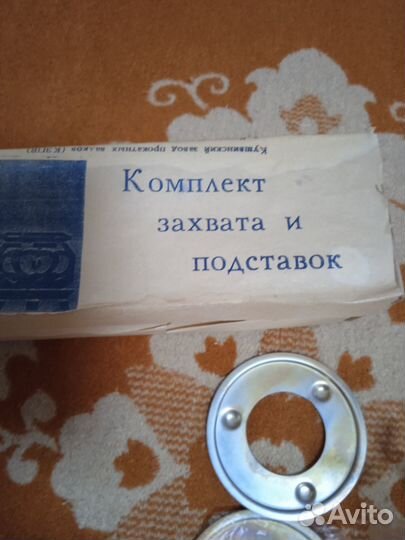 Кушвинский завод прокатных валков (КЗПВ)
Комплект
захвата и
подставок
Avito